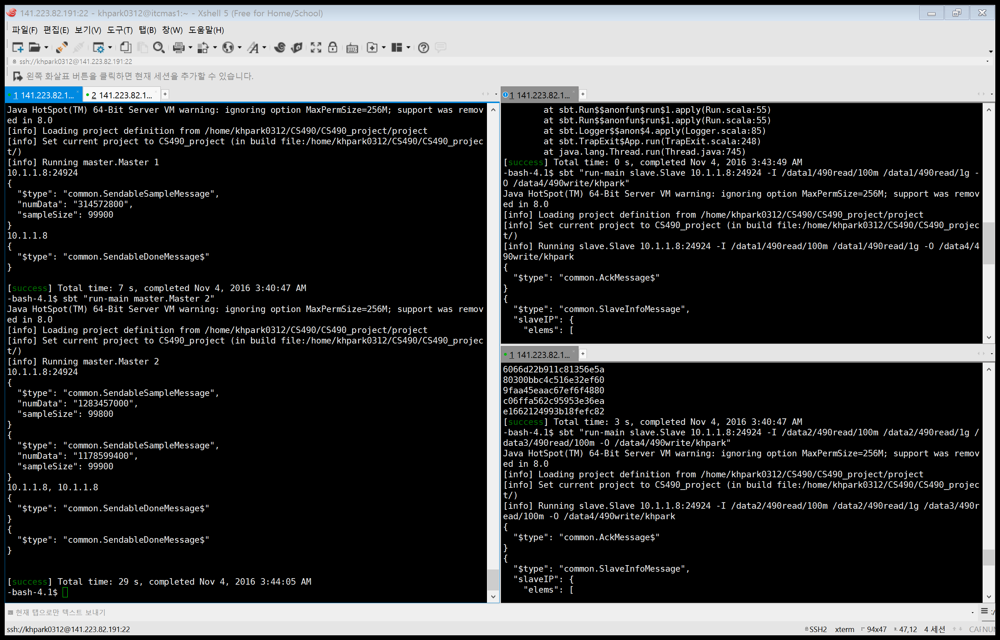 141.223.82.191:22 - khpark0312@itcmas1:~ - Xshell 5 (Free for Home/School)
파일(F) 편집(E) 보기(V) 도구(T) 탭(B) 창(W) 도움말(H)
ssh://khpark0312@141.223.82.191:22
왼쪽 화살표 버튼을 클릭하면 현재 세션을 추가할 수 있습니다.
1 141.223.82.1...
2 141.223.82.1...
Java HotSpot(TM) 64-Bit Server VM warning: ignoring option MaxPermSize=256M; support was remov
ed in 8.0
[info] Loading project definition from /home/khpark0312/CS490/CS490_project/project
[info] Set current project to CS490_project (in build file:/home/khpark0312/CS490/CS490_projec
t/)
[info] Running master.Master 1
10.1.1.8:24924
{
  "$type": "common.SendableSampleMessage",
  "numData": "314572800",
  "sampleSize": 99900
}
10.1.1.8
{
  "$type": "common.SendableDoneMessage$"
}
[success] Total time: 7 s, completed Nov 4, 2016 3:40:47 AM
-bash-4.1$ sbt "run-main master.Master 2"
Java HotSpot(TM) 64-Bit Server VM warning: ignoring option MaxPermSize=256M; support was remov
ed in 8.0
[info] Loading project definition from /home/khpark0312/CS490/CS490_project/project
[info] Set current project to CS490_project (in build file:/home/khpark0312/CS490/CS490_projec
t/)
[info] Running master.Master 2
10.1.1.8:24924
{
  "$type": "common.SendableSampleMessage",
  "numData": "1283457000",
  "sampleSize": 99800
}
{
  "$type": "common.SendableSampleMessage",
  "numData": "1178599400",
  "sampleSize": 99900
}
10.1.1.8, 10.1.1.8
{
  "$type": "common.SendableDoneMessage$"
}
{
  "$type": "common.SendableDoneMessage$"
}
[success] Total time: 29 s, completed Nov 4, 2016 3:44:05 AM
-bash-4.1$
1 141.223.82.1...
        at sbt.Run$$anonfun$run$1.apply(Run.scala:55)
        at sbt.Run$$anonfun$run$1.apply(Run.scala:55)
        at sbt.Logger$$anon$4.apply(Logger.scala:85)
        at sbt.TrapExit$App.run(TrapExit.scala:248)
        at java.lang.Thread.run(Thread.java:745)
[success] Total time: 0 s, completed Nov 4, 2016 3:43:49 AM
-bash-4.1$ sbt "run-main slave.Slave 10.1.1.8:24924 -I /data1/490read/100m /data1/490read/1g -
O /data4/490write/khpark"
Java HotSpot(TM) 64-Bit Server VM warning: ignoring option MaxPermSize=256M; support was remov
ed in 8.0
[info] Loading project definition from /home/khpark0312/CS490/CS490_project/project
[info] Set current project to CS490_project (in build file:/home/khpark0312/CS490/CS490_projec
t/)
[info] Running slave.Slave 10.1.1.8:24924 -I /data1/490read/100m /data1/490read/1g -O /data4/4
90write/khpark
{
  "$type": "common.AckMessage$"
}
{
  "$type": "common.SlaveInfoMessage",
  "slaveIP": {
    "elems": [
1 141.223.82.1...
6066d22b911c81356e5a
80300bbc4c516e32ef60
9faa45eaac67ef6f4880
c06ffa562c95953e36ea
e1662124993b18fefc82
[success] Total time: 3 s, completed Nov 4, 2016 3:40:47 AM
-bash-4.1$ sbt "run-main slave.Slave 10.1.1.8:24924 -I /data2/490read/100m /data2/490read/1g /
data3/490read/100m -O /data4/490write/khpark"
Java HotSpot(TM) 64-Bit Server VM warning: ignoring option MaxPermSize=256M; support was remov
ed in 8.0
[info] Loading project definition from /home/khpark0312/CS490/CS490_project/project
[info] Set current project to CS490_project (in build file:/home/khpark0312/CS490/CS490_projec
t/)
[info] Running slave.Slave 10.1.1.8:24924 -I /data2/490read/100m /data2/490read/1g /data3/490r
ead/100m -O /data4/490write/khpark
{
  "$type": "common.AckMessage$"
}
{
  "$type": "common.SlaveInfoMessage",
  "slaveIP": {
    "elems": [
현재 탭으로만 텍스트 보내기
ssh://khpark0312@141.223.82.191:22
SSH2 xterm 94x47 47,12 4 세션